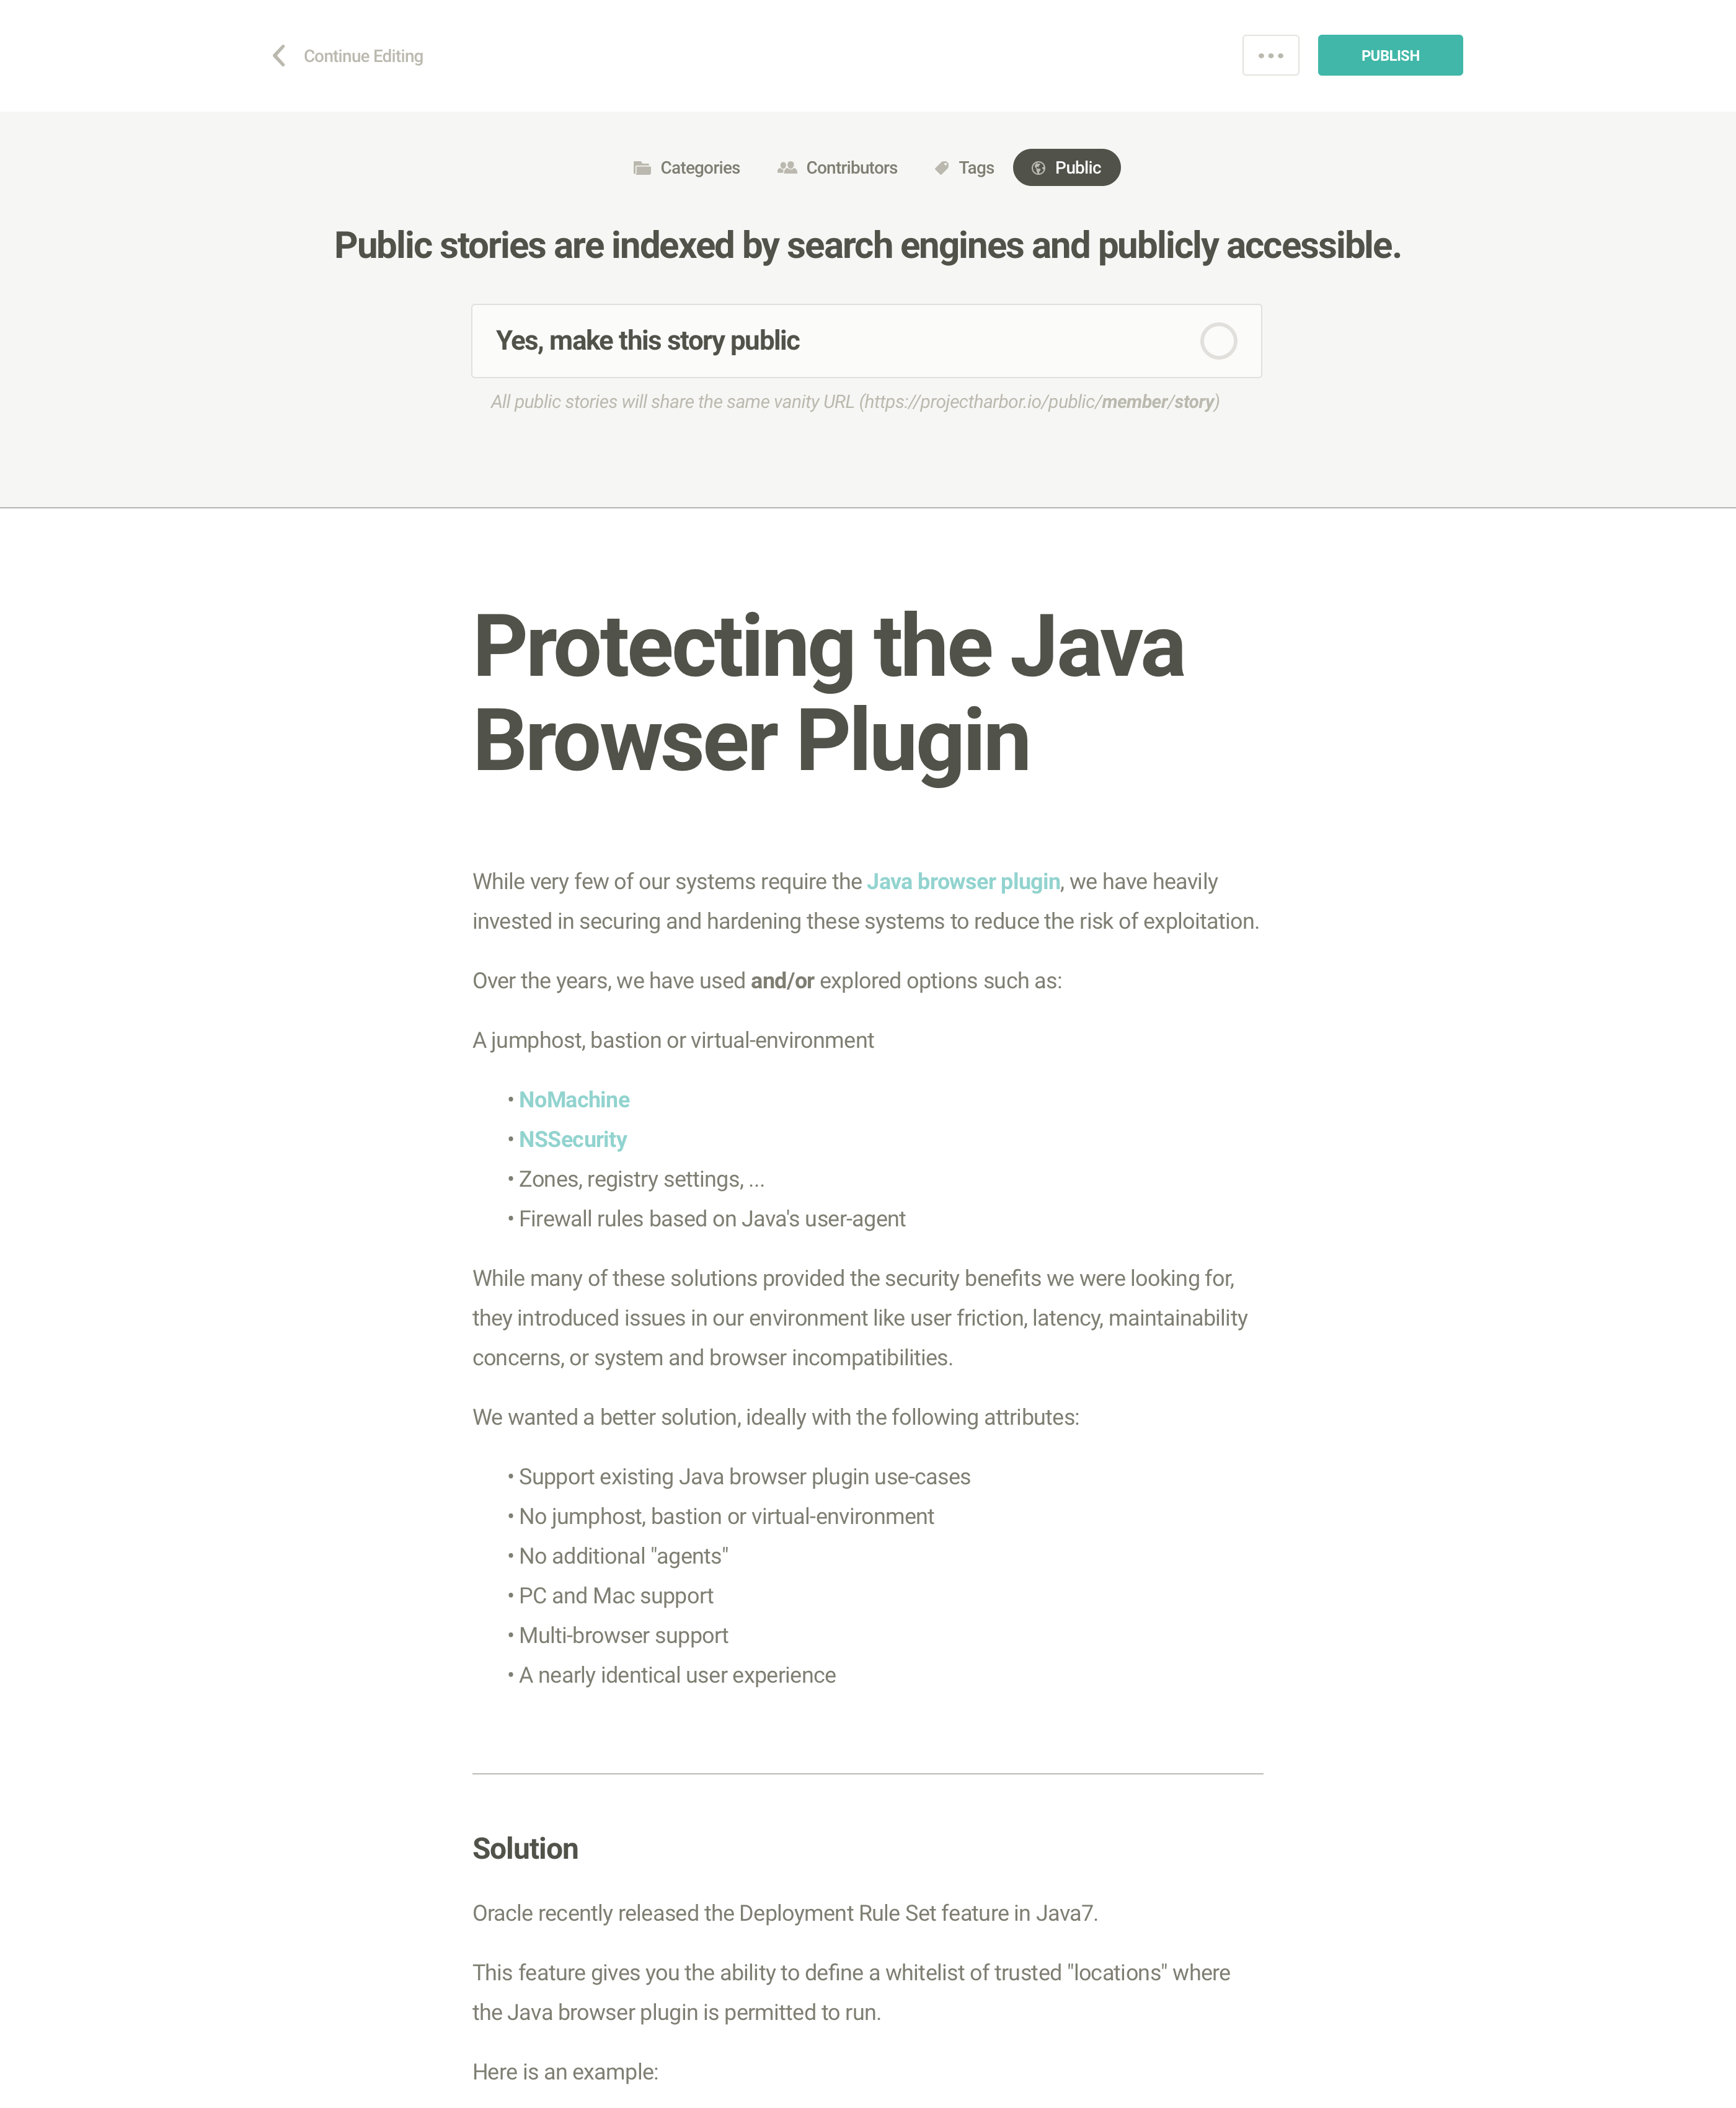 Continue Editing
PUBLISH
Categories
Contributors
Tags
Public
Public stories are indexed by search engines and publicly accessible.
Yes, make this story public
All public stories will share the same vanity URL (https://projectharbor.io/public/member/story)
Protecting the Java
Browser Plugin
While very few of our systems require the Java browser plugin, we have heavily
invested in securing and hardening these systems to reduce the risk of exploitation.
Over the years, we have used and/or explored options such as:
A jumphost, bastion or virtual-environment
• NoMachine
• NSSecurity
• Zones, registry settings, ...
• Firewall rules based on Java's user-agent
While many of these solutions provided the security benefits we were looking for,
they introduced issues in our environment like user friction, latency, maintainability
concerns, or system and browser incompatibilities.
We wanted a better solution, ideally with the following attributes:
• Support existing Java browser plugin use-cases
• No jumphost, bastion or virtual-environment
• No additional "agents"
• PC and Mac support
• Multi-browser support
• A nearly identical user experience
Solution
Oracle recently released the Deployment Rule Set feature in Java7.
This feature gives you the ability to define a whitelist of trusted "locations" where
the Java browser plugin is permitted to run.
Here is an example: